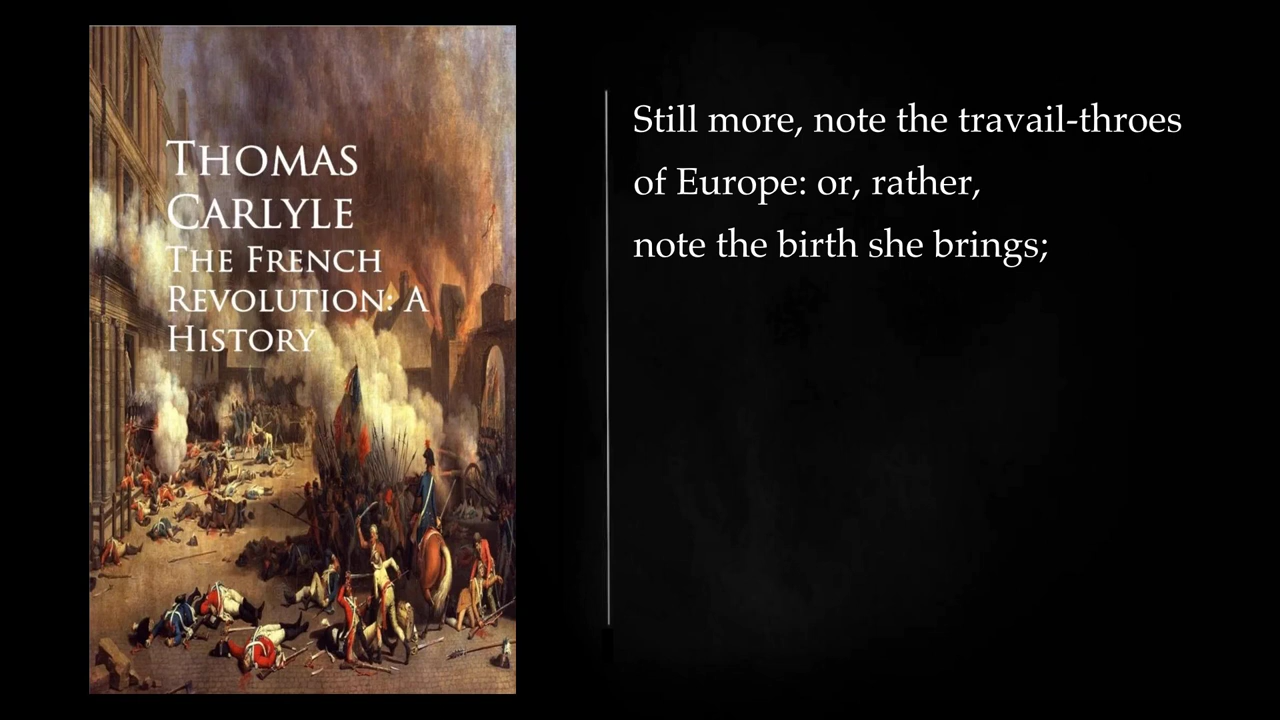 THOMAS
CARLYLE
THE FRENCH
REVOLUTION: A
HISTORY
Still more, note the travail-throes
of Europe: or, rather,
note the birth she brings;